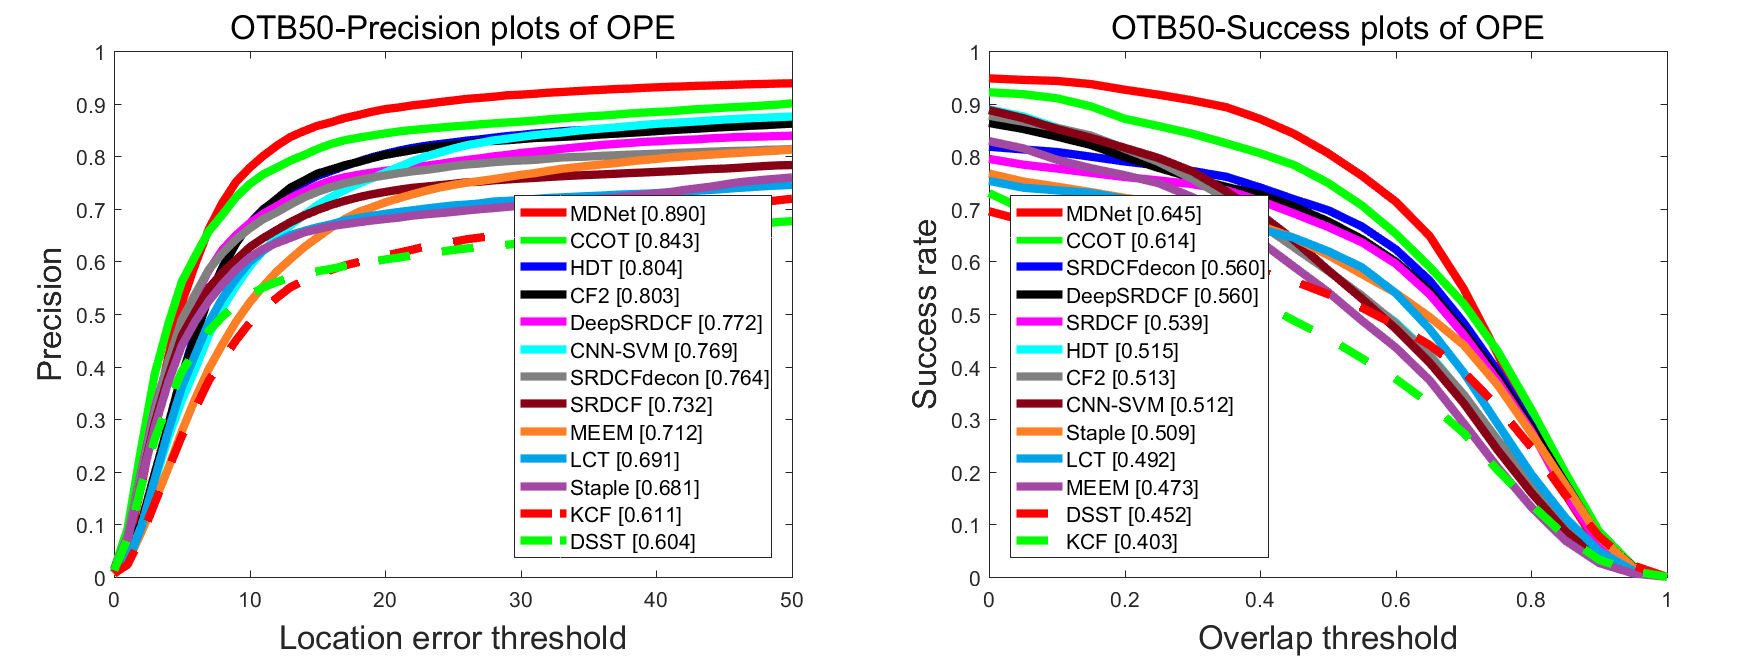 OTB50-Precision plots of OPE
1
0.9
0.8
0.7
0.6
0.5
0.4
0.3
0.2
0.1
0
Precision
MDNet [0.890]
CCOT [0.843]
HDT [0.804]
CF2 [0.803]
DeepSRDCF [0.772]
CNN-SVM [0.769]
SRDCFdecon [0.764]
SRDCF [0.732]
MEEM [0.712]
LCT [0.691]
Staple [0.681]
KCF [0.611]
DSST [0.604]
0 10 20 30 40 50
Location error threshold
OTB50-Success plots of OPE
1
0.9
0.8
0.7
0.6
0.5
0.4
0.3
0.2
0.1
0
Success rate
MDNet [0.645]
CCOT [0.614]
SRDCFdecon [0.560]
DeepSRDCF [0.560]
SRDCF [0.539]
HDT [0.515]
CF2 [0.513]
CNN-SVM [0.512]
Staple [0.509]
LCT [0.492]
MEEM [0.473]
DSST [0.452]
KCF [0.403]
0 0.2 0.4 0.6 0.8 1
Overlap threshold